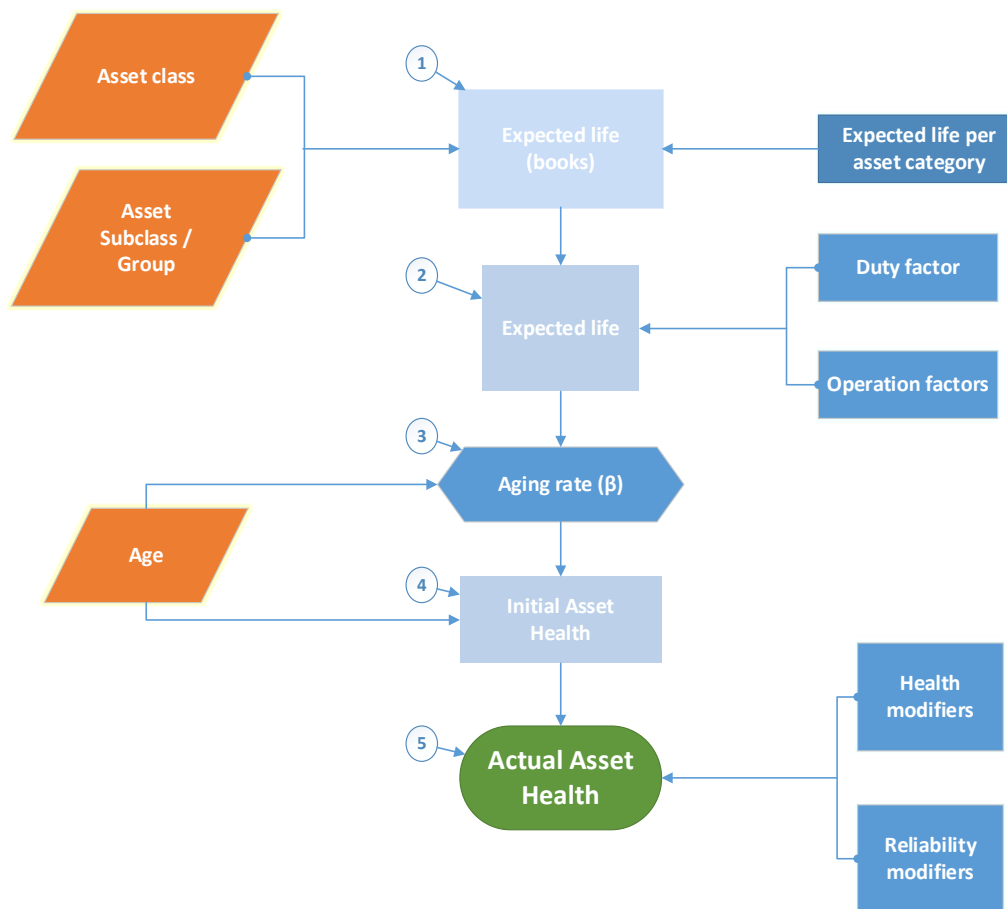 Asset class
1
Expected life
(books)
Expected life per
asset category
Asset
Subclass /
Group
2
Expected life
Duty factor
Operation factors
3
Aging rate (β)
Age
4
Initial Asset
Health
Health
modifiers
5
Actual Asset
Health
Reliability
modifiers